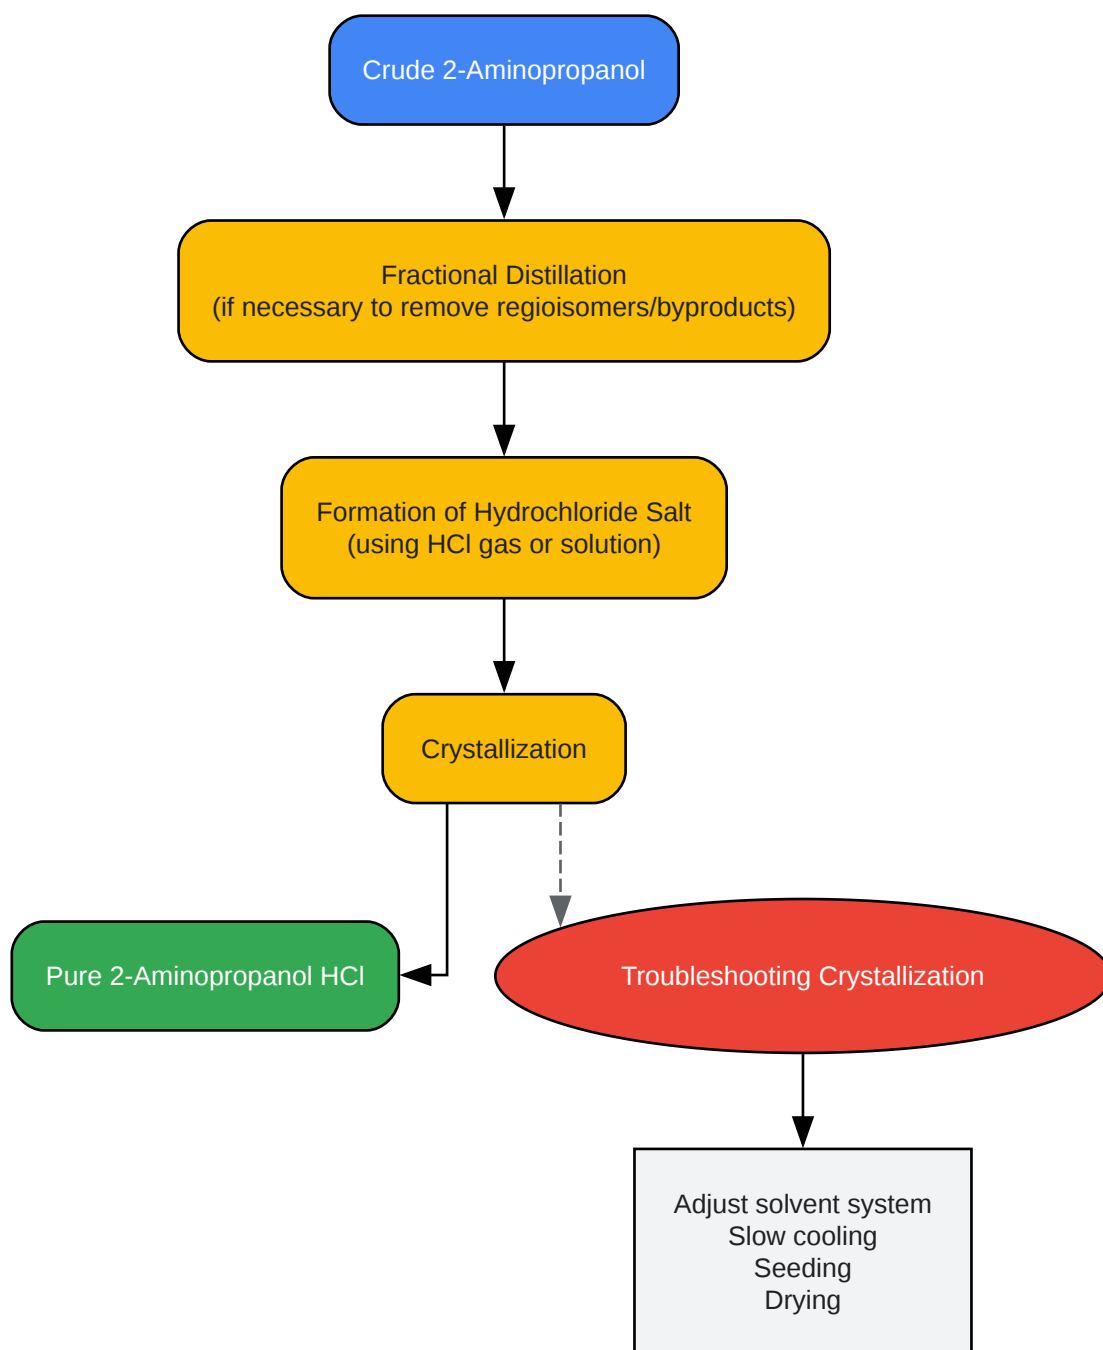 Crude 2-Aminopropanol
Fractional Distillation
(if necessary to remove regioisomers/byproducts)
Formation of Hydrochloride Salt
(using HCl gas or solution)
Crystallization
Pure 2-Aminopropanol HCl
Troubleshooting Crystallization
Adjust solvent system
Slow cooling
Seeding
Drying